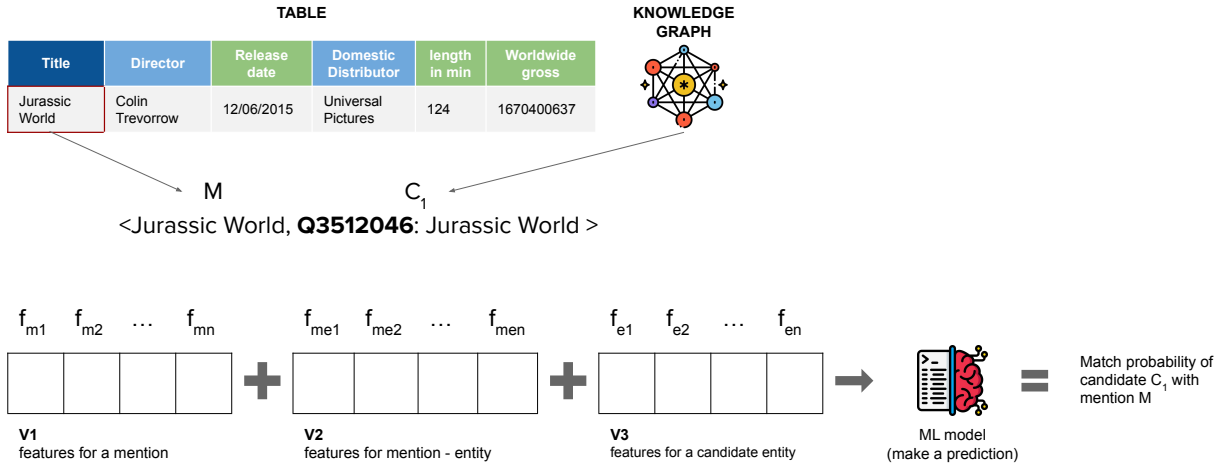 TABLE
KNOWLEDGE
GRAPH
Title Director Release date Domestic Distributor length in min Worldwide gross
Jurassic World Colin Trevorrow 12/06/2015 Universal Pictures 124 1670400637
M C1
<Jurassic World, Q3512046: Jurassic World >
fm1 fm2 … fmn fme1 fme2 … fmen fe1 fe2 … fen
V1
features for a mention
V2
features for mention - entity
V3
features for a candidate entity
ML model
(make a prediction)
Match probability of
candidate C1 with
mention M